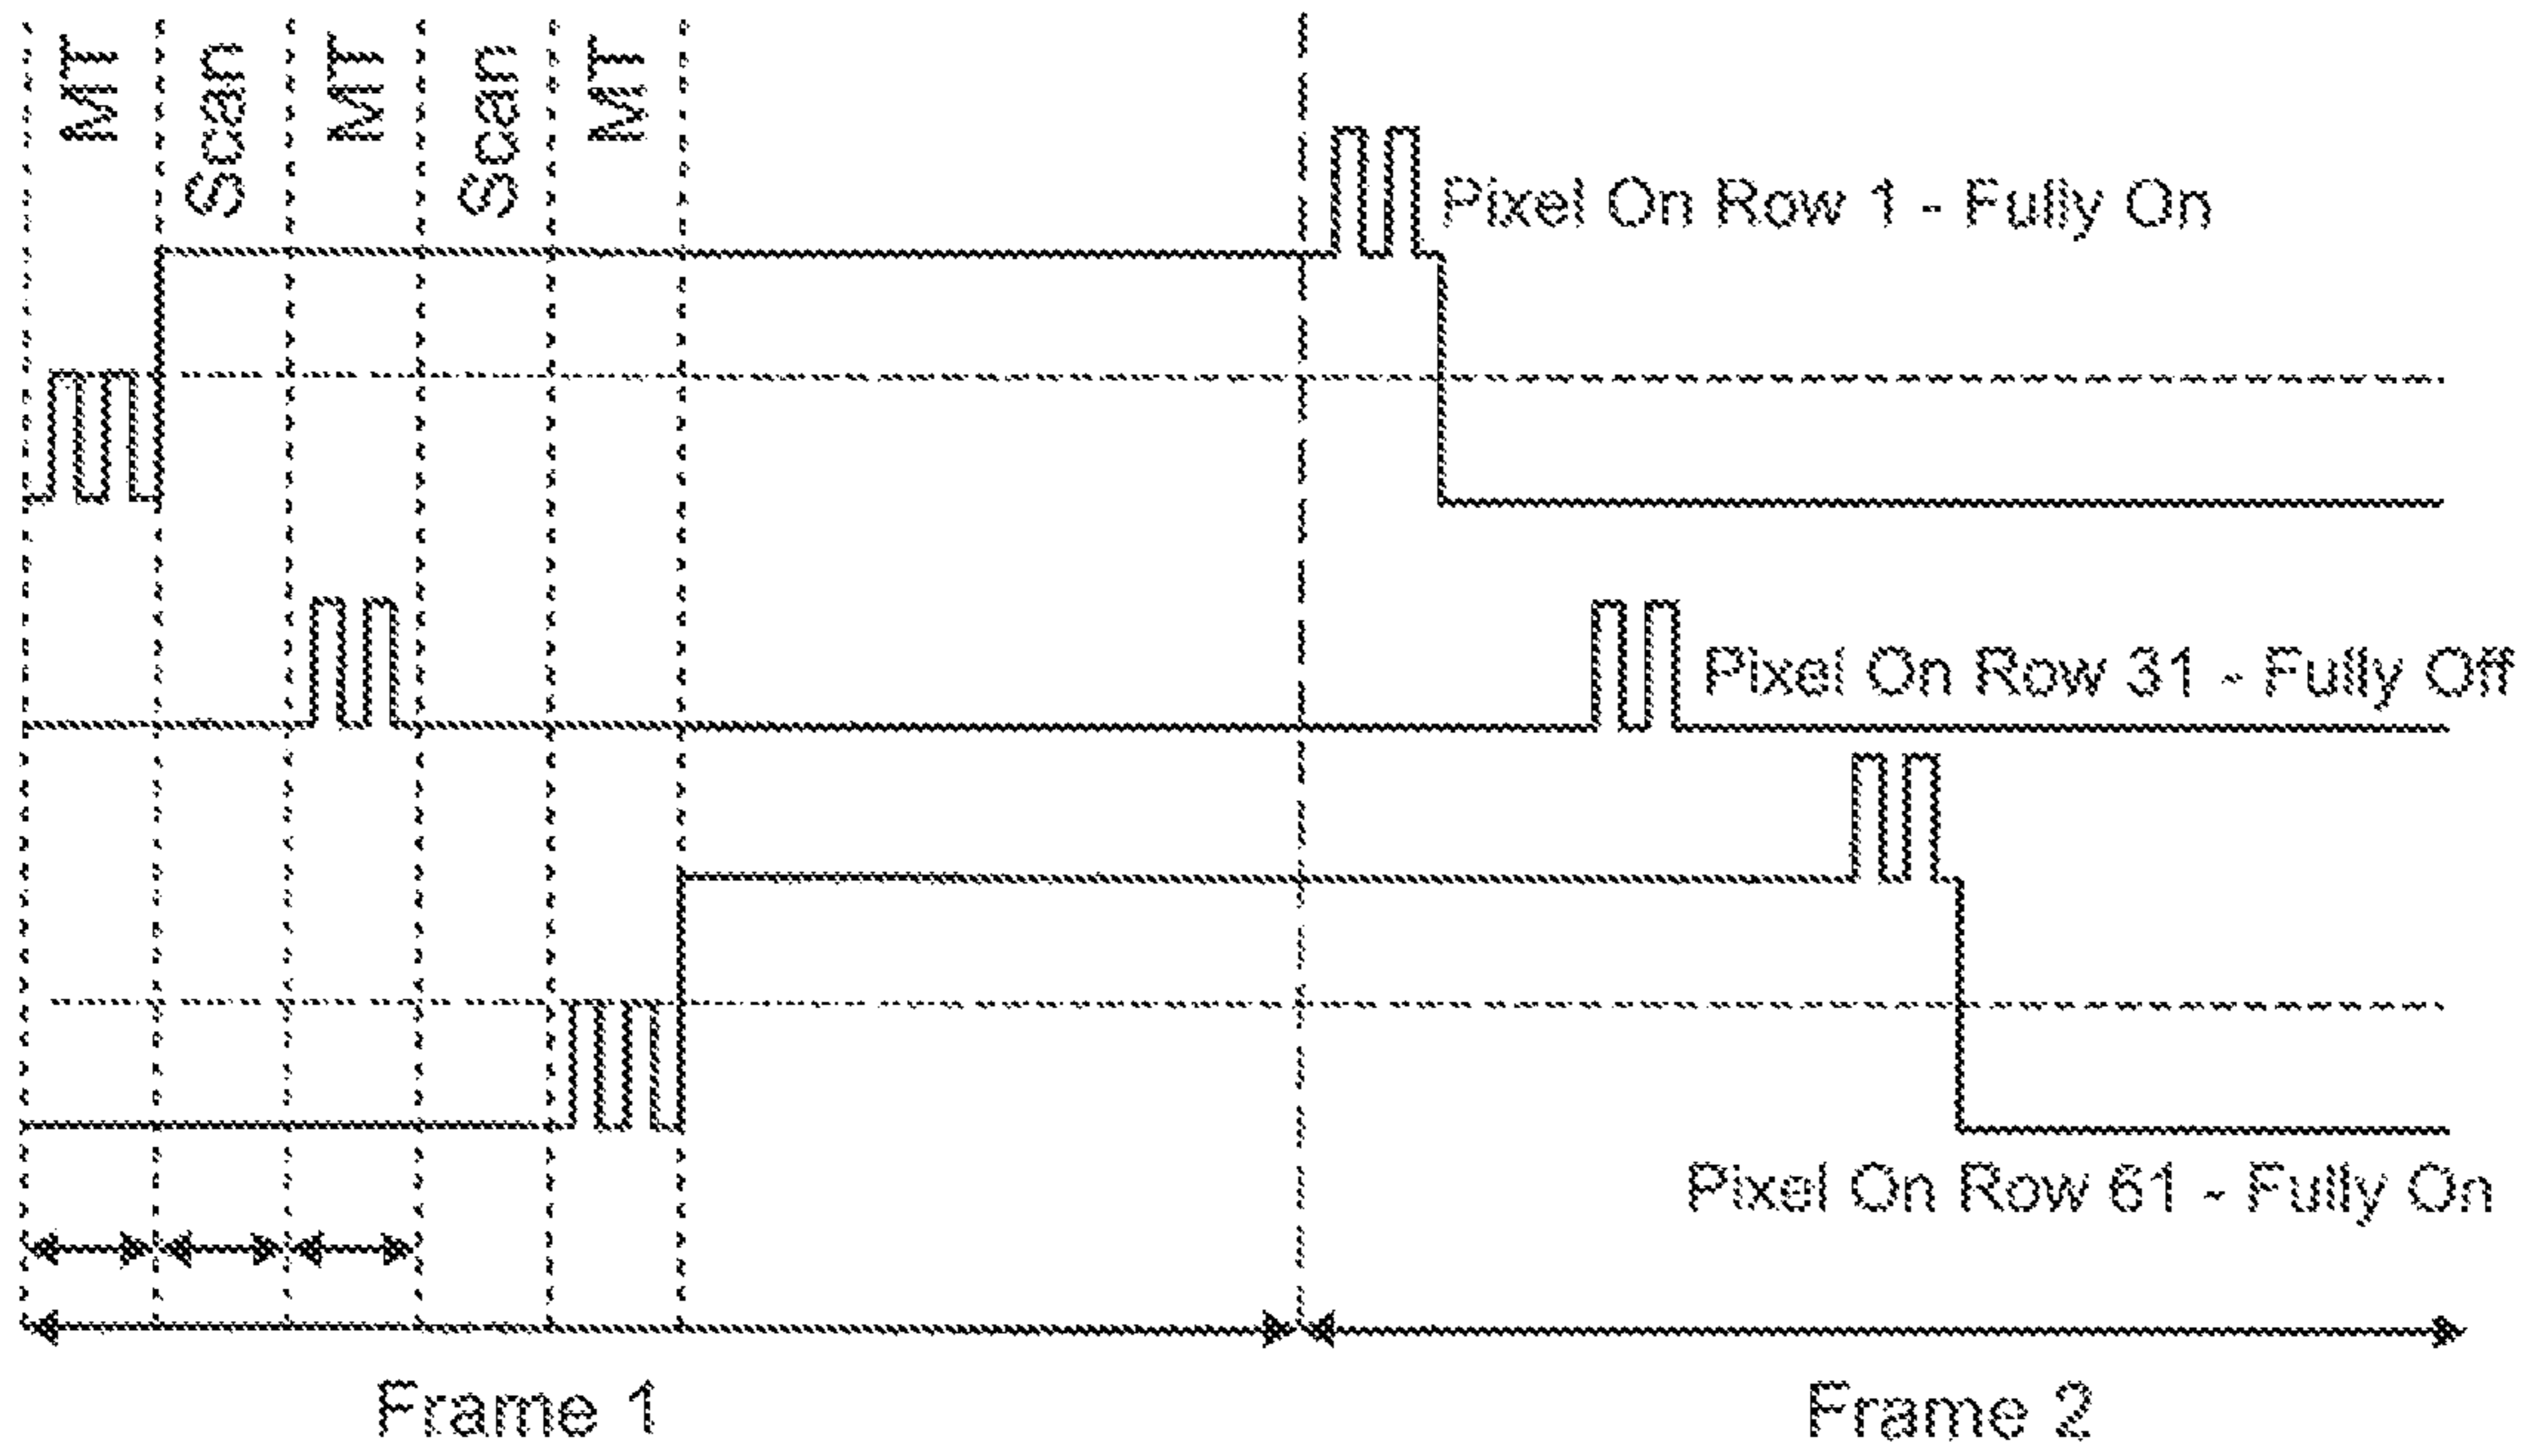 MT
Scan
MT
Scan
MT
Pixel On Row 1 - Fully On
Pixel On Row 31 - Fully Off
Pixel On Row 61 - Fully On
Frame 1
Frame 2